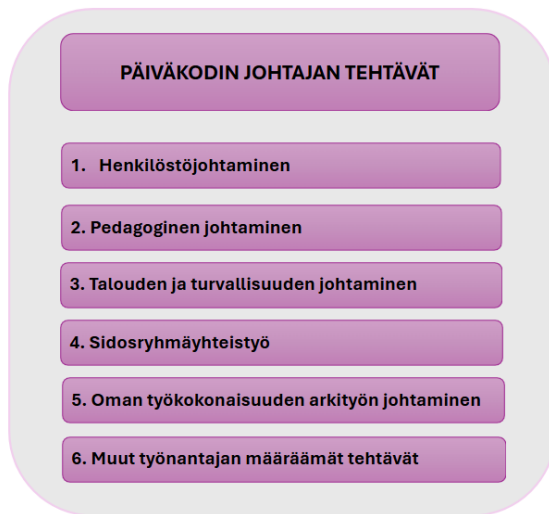 PÄIVÄKODIN JOHTAJAN TEHTÄVÄT
1. Henkilöstöjohtaminen
2. Pedagoginen johtaminen
3. Talouden ja turvallisuuden johtaminen
4. Sidosryhmäyhteistyö
5. Oman työkokonaisuuden arkityön johtaminen
6. Muut työnantajan määräämät tehtävät